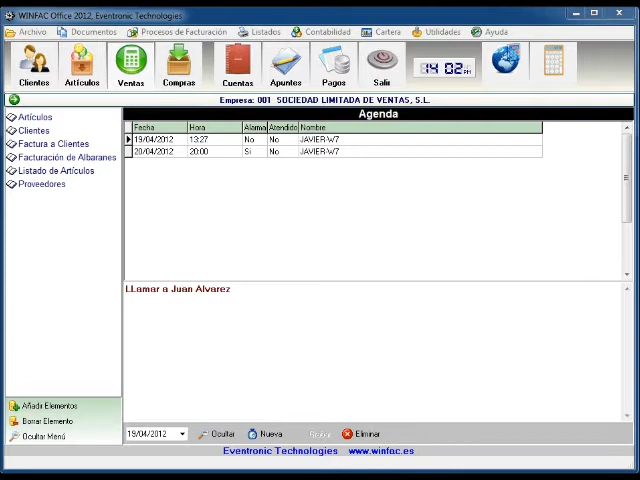 WINFAC Office 2012, Eventronic Technologies
Archivo Documentos Procesos de Facturación Listados Contabilidad Cartera Utilidades Ayuda
Clientes Artículos Ventas Compras Cuentas Apuntes Pagos Salir 14 02 PM
Empresa: 001 SOCIEDAD LIMITADA DE VENTAS, S.L.
Artículos
Clientes
Factura a Clientes
Facturación de Albaranes
Listado de Artículos
Proveedores
Agenda
Fecha Hora Alarma Atendido Nombre
19/04/2012 13:27 No No JAVIER-W7
20/04/2012 20:00 Si No JAVIER-W7
LLamar a Juan Alvarez
Añadir Elementos
Borrar Elemento
Ocultar Menú
19/04/2012 Ocultar Nueva Eliminar
Eventronic Technologies www.winfac.es